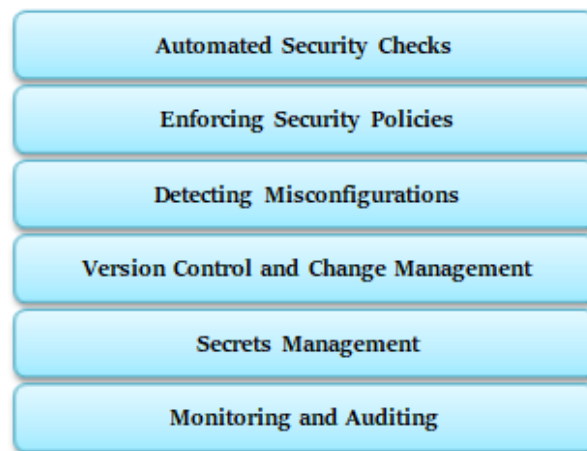 Automated Security Checks
Enforcing Security Policies
Detecting Misconfigurations
Version Control and Change Management
Secrets Management
Monitoring and Auditing